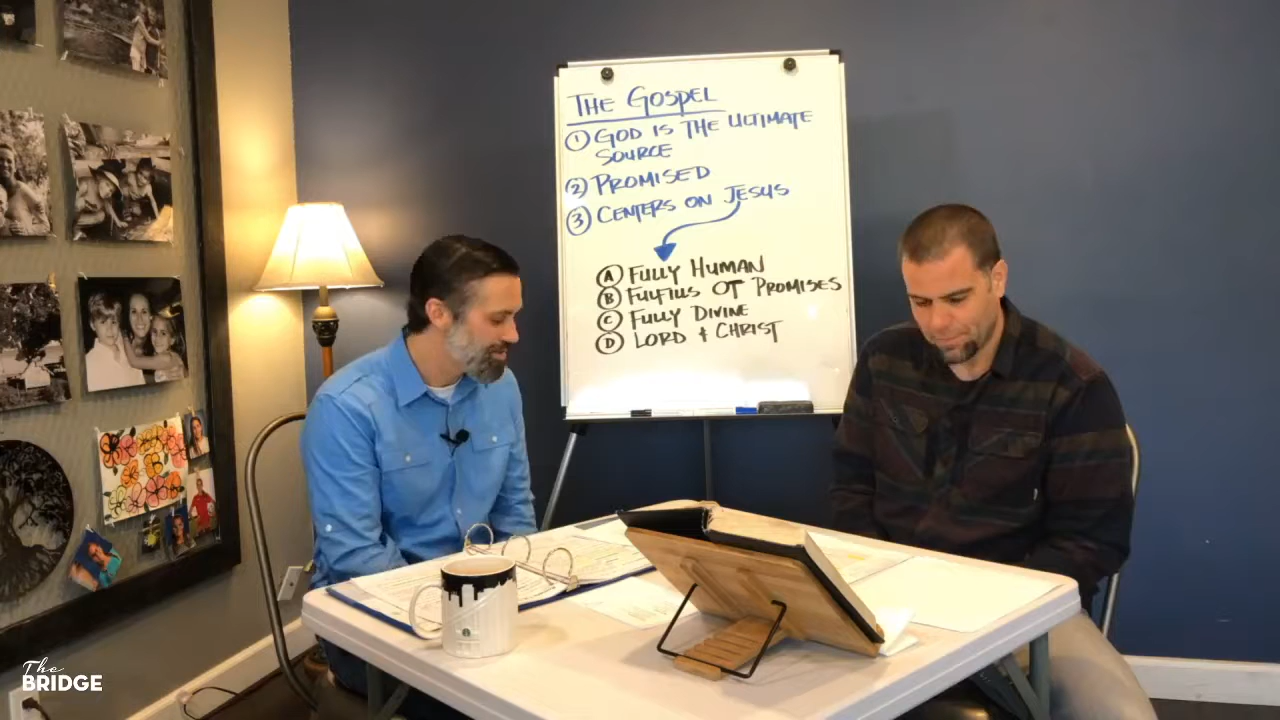 THE GOSPEL
1 GOD IS THE ULTIMATE
SOURCE
2 PROMISED
3 CENTERS ON JESUS
A FULLY HUMAN
B FULFILLS OT PROMISES
C FULLY DIVINE
D LORD + CHRIST
The
BRIDGE